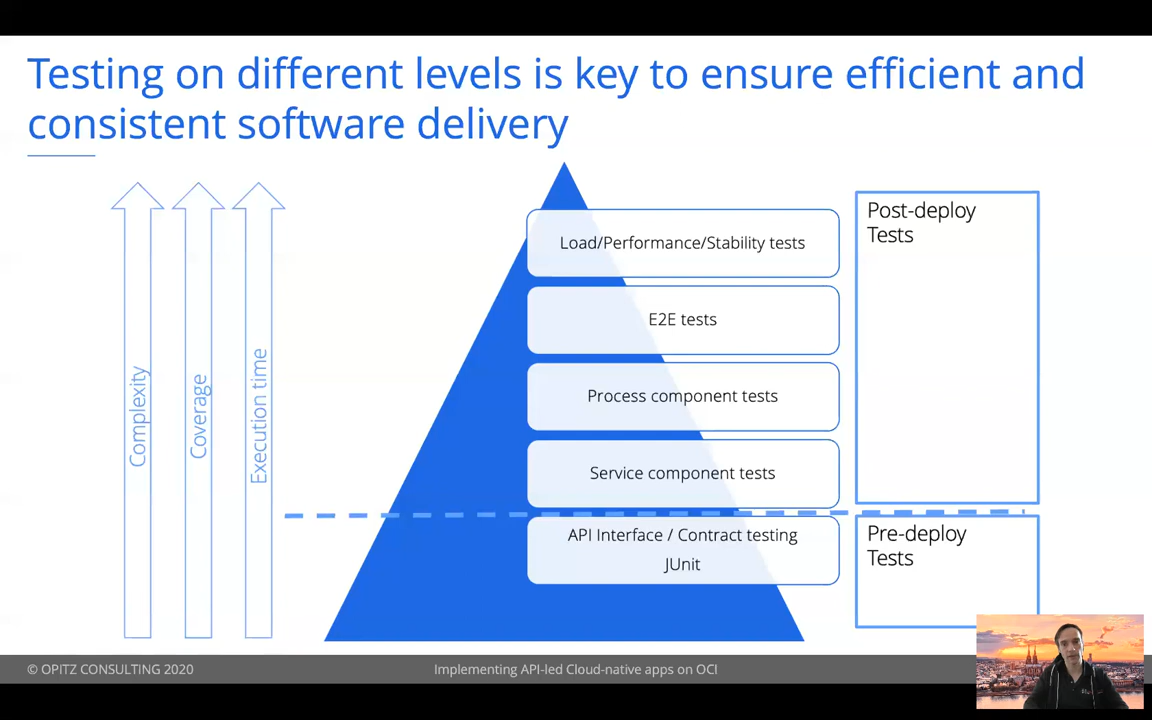 Testing on different levels is key to ensure efficient and
consistent software delivery
Complexity
Coverage
Execution time
Load/Performance/Stability tests
E2E tests
Process component tests
Service component tests
API Interface / Contract testing
JUnit
Post-deploy
Tests
Pre-deploy
Tests
© OPITZ CONSULTING 2020
Implementing API-led Cloud-native apps on OCI